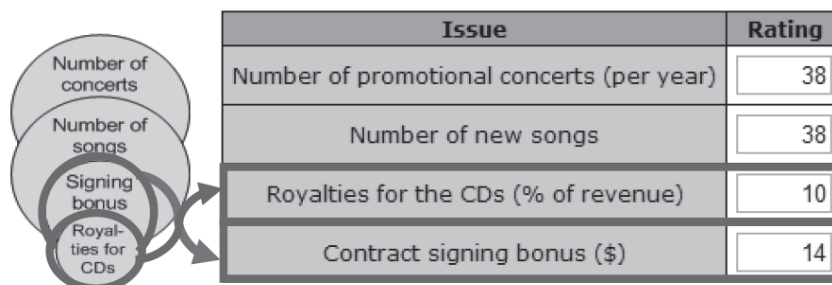 Number of
concerts
Number of
songs
Signing
bonus
Royal-
ties for
CDs
Issue Rating
Number of promotional concerts (per year) 38
Number of new songs 38
Royalties for the CDs (% of revenue) 10
Contract signing bonus ($) 14